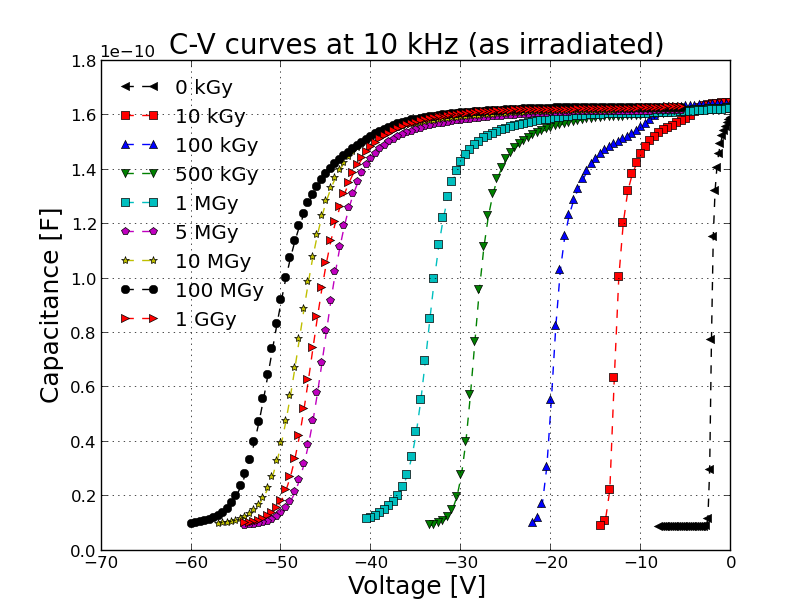 C-V curves at 10 kHz (as irradiated)
1e−10
1.8
1.6
1.4
1.2
1.0
0.8
0.6
0.4
0.2
0.0
Capacitance [F]
0 kGy
10 kGy
100 kGy
500 kGy
1 MGy
5 MGy
10 MGy
100 MGy
1 GGy
−70 −60 −50 −40 −30 −20 −10 0
Voltage [V]